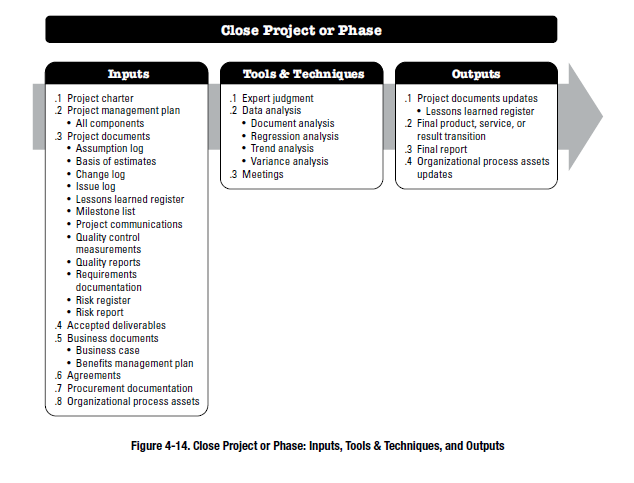 Close Project or Phase
Inputs
.1 Project charter
.2 Project management plan
• All components
.3 Project documents
• Assumption log
• Basis of estimates
• Change log
• Issue log
• Lessons learned register
• Milestone list
• Project communications
• Quality control
measurements
• Quality reports
• Requirements
documentation
• Risk register
• Risk report
.4 Accepted deliverables
.5 Business documents
• Business case
• Benefits management plan
.6 Agreements
.7 Procurement documentation
.8 Organizational process assets
Tools & Techniques
.1 Expert judgment
.2 Data analysis
• Document analysis
• Regression analysis
• Trend analysis
• Variance analysis
.3 Meetings
Outputs
.1 Project documents updates
• Lessons learned register
.2 Final product, service, or
result transition
.3 Final report
.4 Organizational process assets
updates
Figure 4-14. Close Project or Phase: Inputs, Tools & Techniques, and Outputs